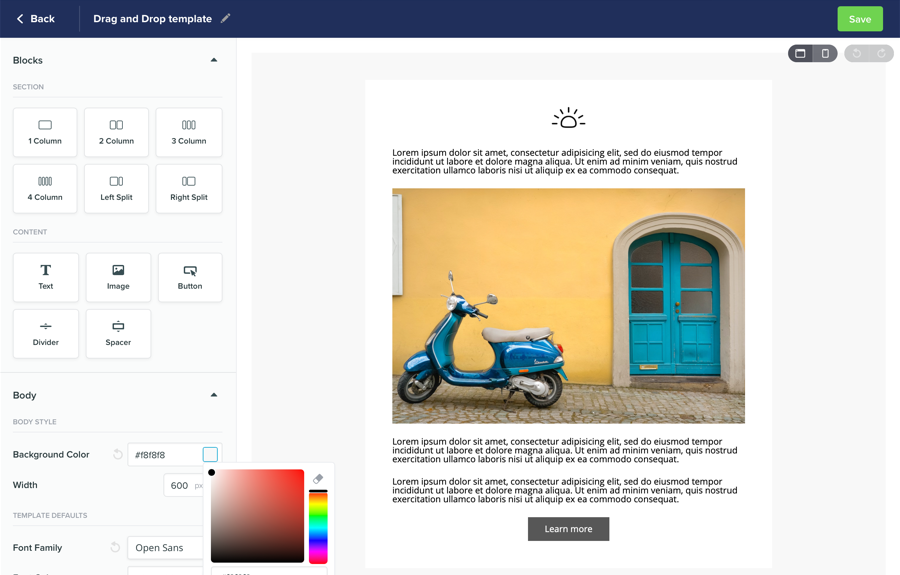 Back
Drag and Drop template
Save
Blocks
SECTION
1 Column
2 Column
3 Column
4 Column
Left Split
Right Split
CONTENT
Text
Image
Button
Divider
Spacer
Body
BODY STYLE
Background Color
#f8f8f8
Width
600 px
TEMPLATE DEFAULTS
Font Family
Open Sans
Lorem ipsum dolor sit amet, consectetur adipisicing elit, sed do eiusmod tempor
incididunt ut labore et dolore magna aliqua. Ut enim ad minim veniam, quis nostrud
exercitation ullamco laboris nisi ut aliquip ex ea commodo consequat.
Lorem ipsum dolor sit amet, consectetur adipisicing elit, sed do eiusmod tempor
incididunt ut labore et dolore magna aliqua. Ut enim ad minim veniam, quis nostrud
exercitation ullamco laboris nisi ut aliquip ex ea commodo consequat.
Lorem ipsum dolor sit amet, consectetur adipisicing elit, sed do eiusmod tempor
incididunt ut labore et dolore magna aliqua. Ut enim ad minim veniam, quis nostrud
exercitation ullamco laboris nisi ut aliquip ex ea commodo consequat.
Learn more